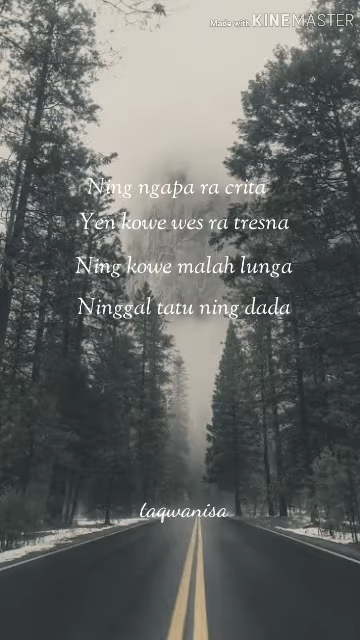 Made with KINEMASTER
Ning ngapa ra crita
Yen kowe wes ra tresna
Ning kowe malah lunga
Ninggal tatu ning dada
laqwanisa